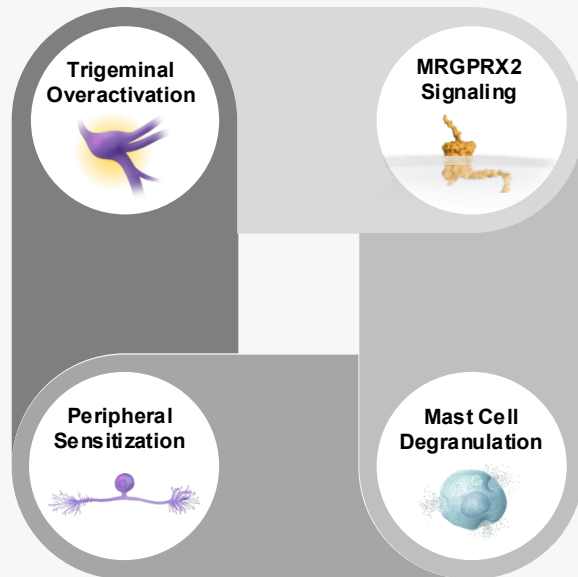 Trigeminal
Overactivation
MRGPRX2
Signaling
Peripheral
Sensitization
Mast Cell
Degranulation